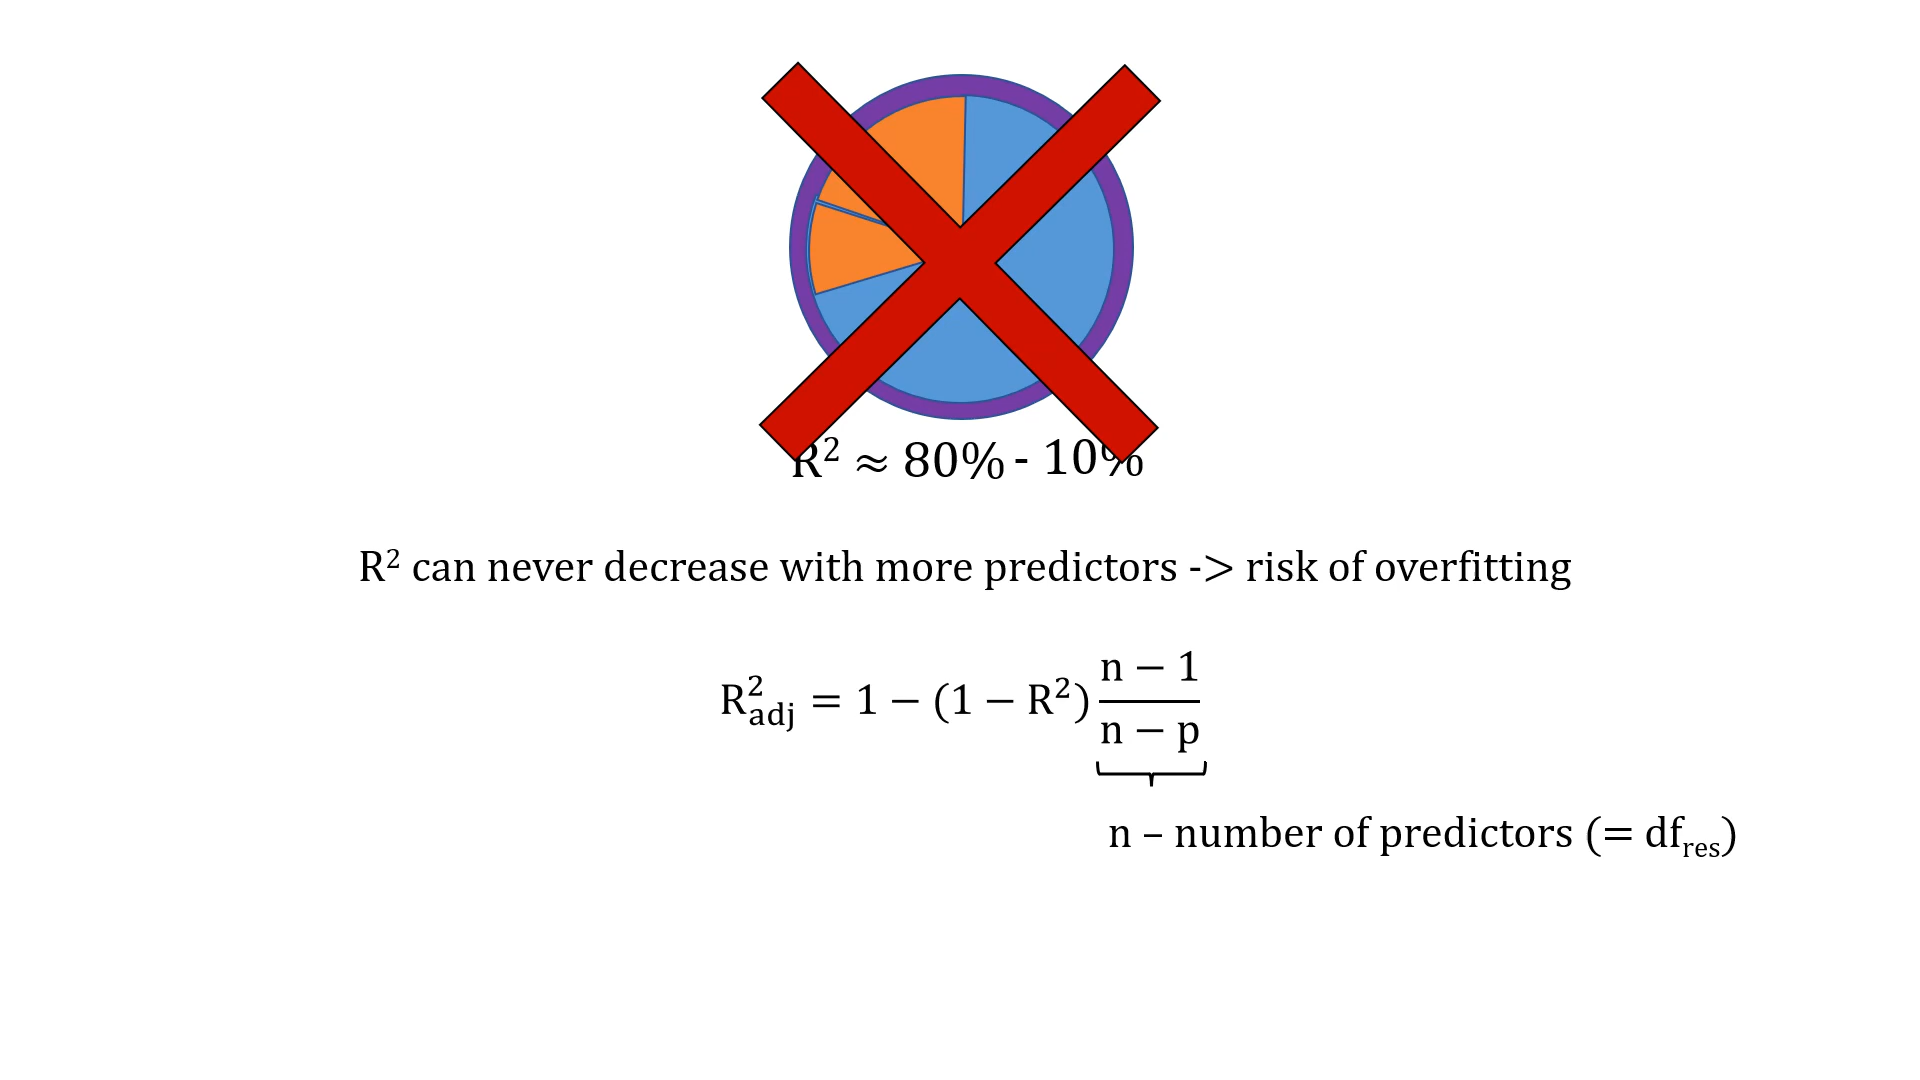 R² ≈ 80% - 10%
R² can never decrease with more predictors -> risk of overfitting
R²adj = 1 − (1 − R²) (n − 1)/(n − p)
n – number of predictors (= dfres)